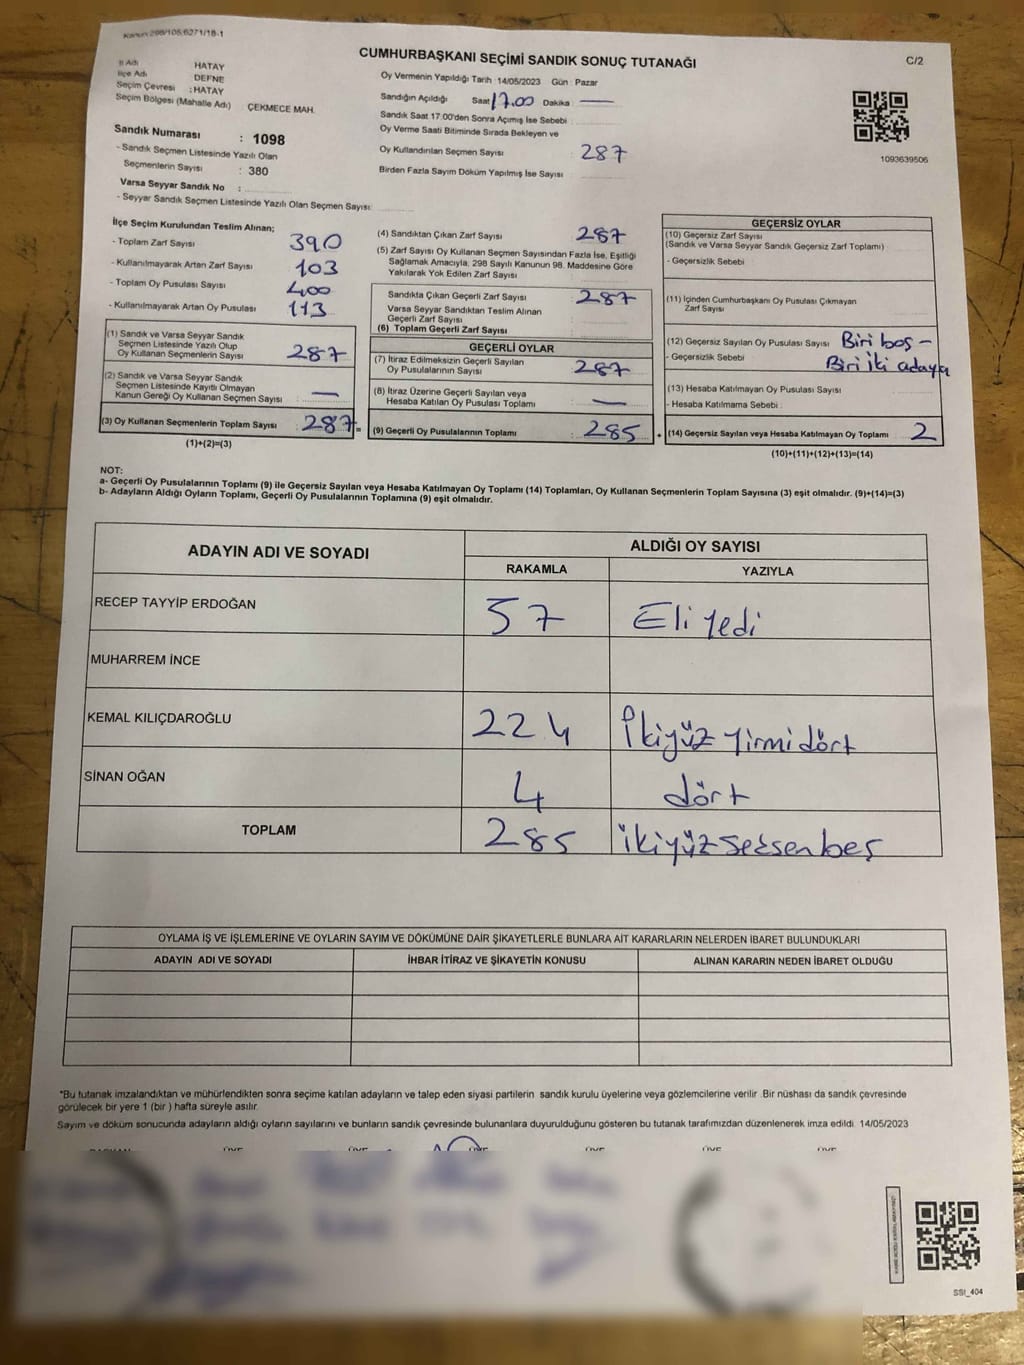 Kanun 298/105,6271/18-1
CUMHURBAŞKANI SEÇİMİ SANDIK SONUÇ TUTANAĞI
C/2
İl Adı HATAY
İlçe Adı DEFNE
Seçim Çevresi : HATAY
Seçim Bölgesi (Mahalle Adı) : ÇEKMECE MAH.
Sandık Numarası : 1098
- Sandık Seçmen Listesinde Yazılı Olan
Seçmenlerin Sayısı : 380
Varsa Seyyar Sandık No :
- Seyyar Sandık Seçmen Listesinde Yazılı Olan Seçmen Sayısı:
Oy Vermenin Yapıldığı Tarih :14/05/2023 Gün : Pazar
Sandığın Açıldığı Saat 17.00 Dakika : —
Sandık Saat 17:00'den Sonra Açımış İse Sebebi :
Oy Verme Saati Bitiminde Sırada Bekleyen ve
Oy Kullandırılan Seçmen Sayısı : 287
Birden Fazla Sayım Döküm Yapılmış İse Sayısı
1093639506
İlçe Seçim Kurulundan Teslim Alınan;
- Toplam Zarf Sayısı 390
- Kullanılmayarak Artan Zarf Sayısı 103
- Toplam Oy Pusulası Sayısı 400
- Kullanılmayarak Artan Oy Pusulası 113
(1) Sandık ve Varsa Seyyar Sandık
Seçmen Listesinde Yazılı Olup
Oy Kullanan Seçmenlerin Sayısı : 287
(2) Sandık ve Varsa Seyyar Sandık
Seçmen Listesinde Kayıtlı Olmayan
Kanun Gereği Oy Kullanan Seçmen Sayısı : —
(3) Oy Kullanan Seçmenlerin Toplam Sayısı : 287 =
(1)+(2)=(3)
(4) Sandıktan Çıkan Zarf Sayısı : 287
(5) Zarf Sayısı Oy Kullanan Seçmen Sayısından Fazla İse, Eşitliği
Sağlamak Amacıyla, 298 Sayılı Kanunun 98. Maddesine Göre
Yakılarak Yok Edilen Zarf Sayısı
Sandıkta Çıkan Geçerli Zarf Sayısı : 287
Varsa Seyyar Sandıktan Teslim Alınan
Geçerli Zarf Sayısı
(6) Toplam Geçerli Zarf Sayısı
GEÇERLİ OYLAR
(7) İtiraz Edilmeksizin Geçerli Sayılan
Oy Pusulalarının Sayısı : 287
(8) İtiraz Üzerine Geçerli Sayılan veya
Hesaba Katılan Oy Pusulası Toplamı : —
(9) Geçerli Oy Pusulalarının Toplamı : 285 +
GEÇERSİZ OYLAR
(10) Geçersiz Zarf Sayısı
(Sandık ve Varsa Seyyar Sandık Geçersiz Zarf Toplamı)
- Geçersizlik Sebebi :
(11) İçinden Cumhurbaşkanı Oy Pusulası Çıkmayan
Zarf Sayısı
(12) Geçersiz Sayılan Oy Pusulası Sayısı : Biri boş -
- Geçersizlik Sebebi : Biri iki adaya
(13) Hesaba Katılmayan Oy Pusulası Sayısı
- Hesaba Katılmama Sebebi :
(14) Geçersiz Sayılan veya Hesaba Katılmayan Oy Toplamı : 2
(10)+(11)+(12)+(13)=(14)
NOT:
a- Geçerli Oy Pusulalarının Toplamı (9) ile Geçersiz Sayılan veya Hesaba Katılmayan Oy Toplamı (14) Toplamları, Oy Kullanan Seçmenlerin Toplam Sayısına (3) eşit olmalıdır. (9)+(14)=(3)
b- Adayların Aldığı Oyların Toplamı, Geçerli Oy Pusulalarının Toplamına (9) eşit olmalıdır.
ADAYIN ADI VE SOYADI
ALDIĞI OY SAYISI
RAKAMLA YAZIYLA
RECEP TAYYİP ERDOĞAN 57 Eli yedi
MUHARREM İNCE
KEMAL KILIÇDAROĞLU 224 İkiyüz yirmi dört
SİNAN OĞAN 4 dört
TOPLAM 285 ikiyüz seksen beş
OYLAMA İŞ VE İŞLEMLERİNE VE OYLARIN SAYIM VE DÖKÜMÜNE DAİR ŞİKAYETLERLE BUNLARA AİT KARARLARIN NELERDEN İBARET BULUNDUKLARI
ADAYIN ADI VE SOYADI İHBAR İTİRAZ VE ŞİKAYETİN KONUSU ALINAN KARARIN NEDEN İBARET OLDUĞU
"Bu tutanak imzalandıktan ve mühürlendikten sonra seçime katılan adayların ve talep eden siyasi partilerin sandık kurulu üyelerine veya gözlemcilerine verilir .Bir nüshası da sandık çevresinde
görülecek bir yere 1 (bir ) hafta süreyle asılır.
Sayım ve döküm sonucunda adayların aldığı oyların sayılarını ve bunların sandık çevresinde bulunanlara duyurulduğunu gösteren bu tutanak tarafımızdan düzenlenerek imza edildi. 14/05/2023
SSI_404